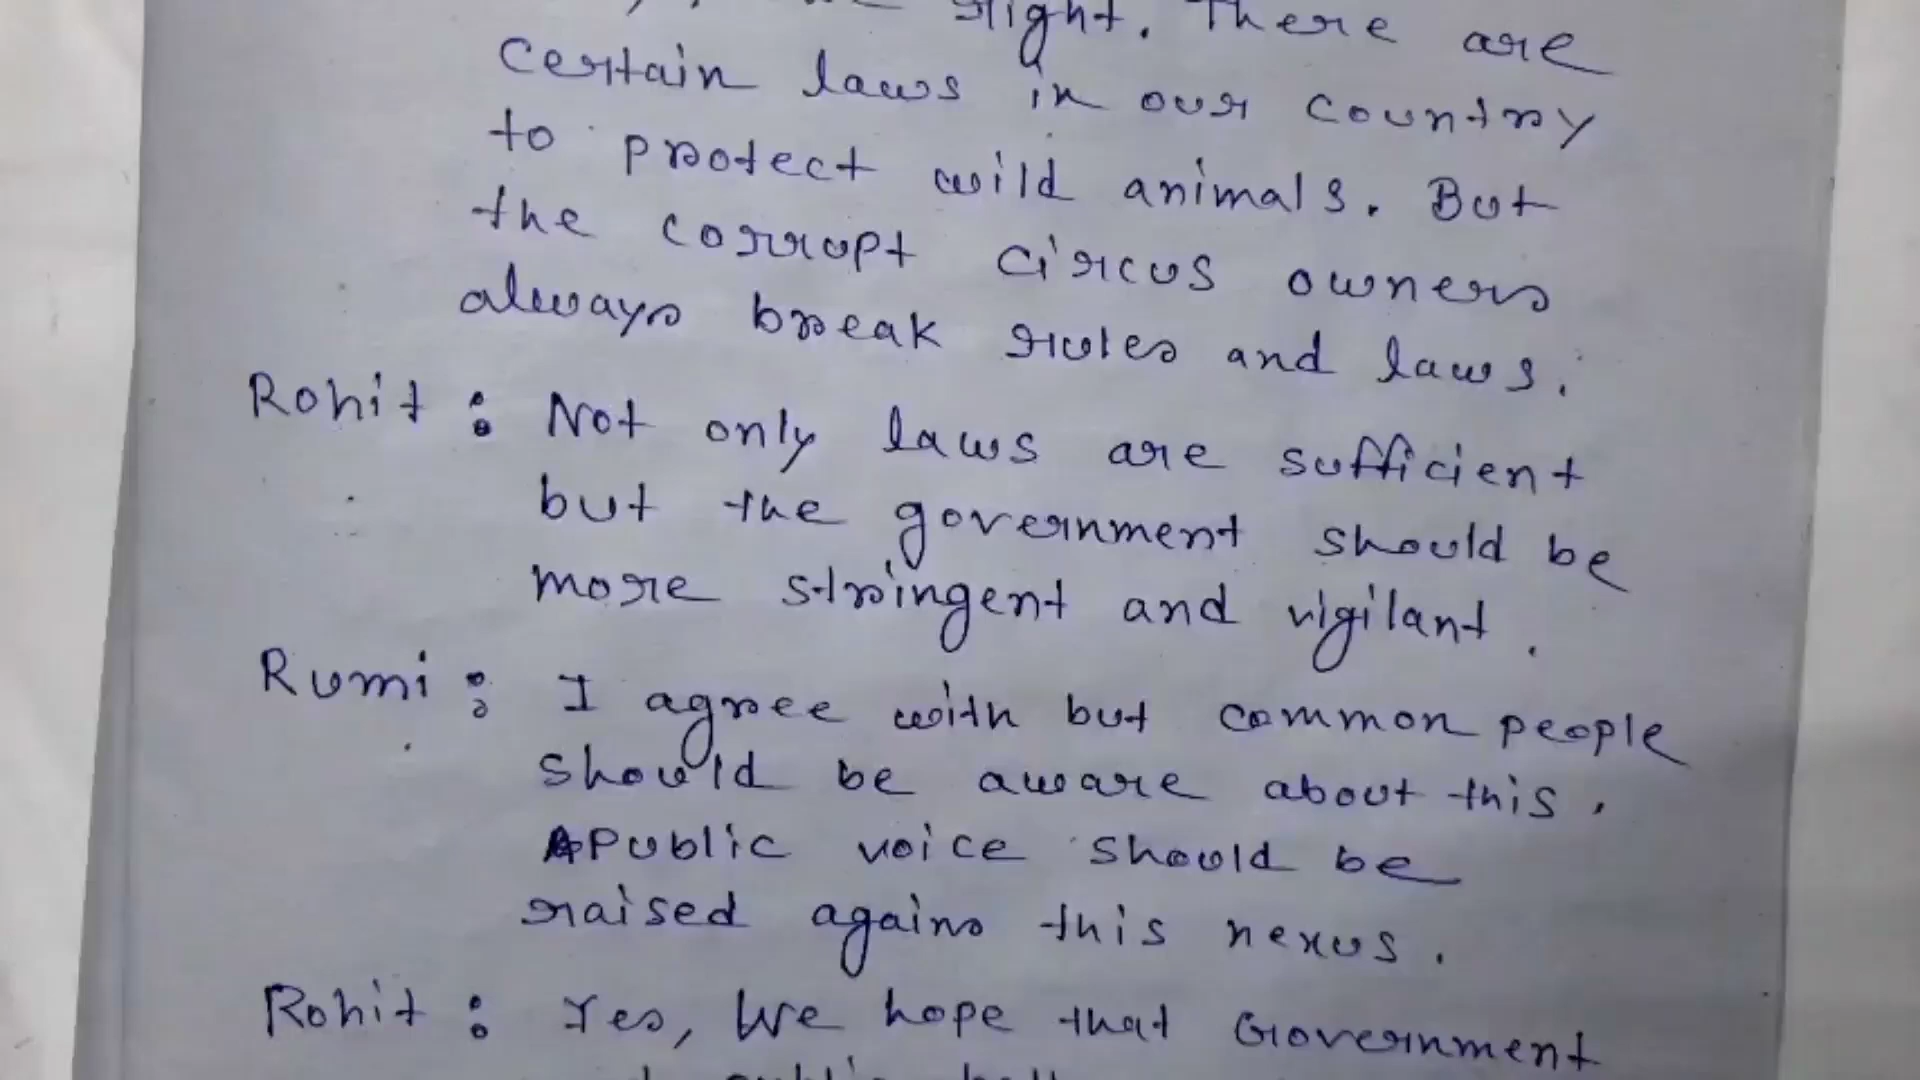 right. There are
certain laws in our country
to protect wild animals. But
the corrupt circus owners
always break rules and laws.
Rohit : Not only laws are sufficient
but the government should be
more stringent and vigilant.
Rumi : I agree with but common people
should be aware about this.
Public voice should be
raised agains this nexus.
Rohit : Yes, We hope that Government